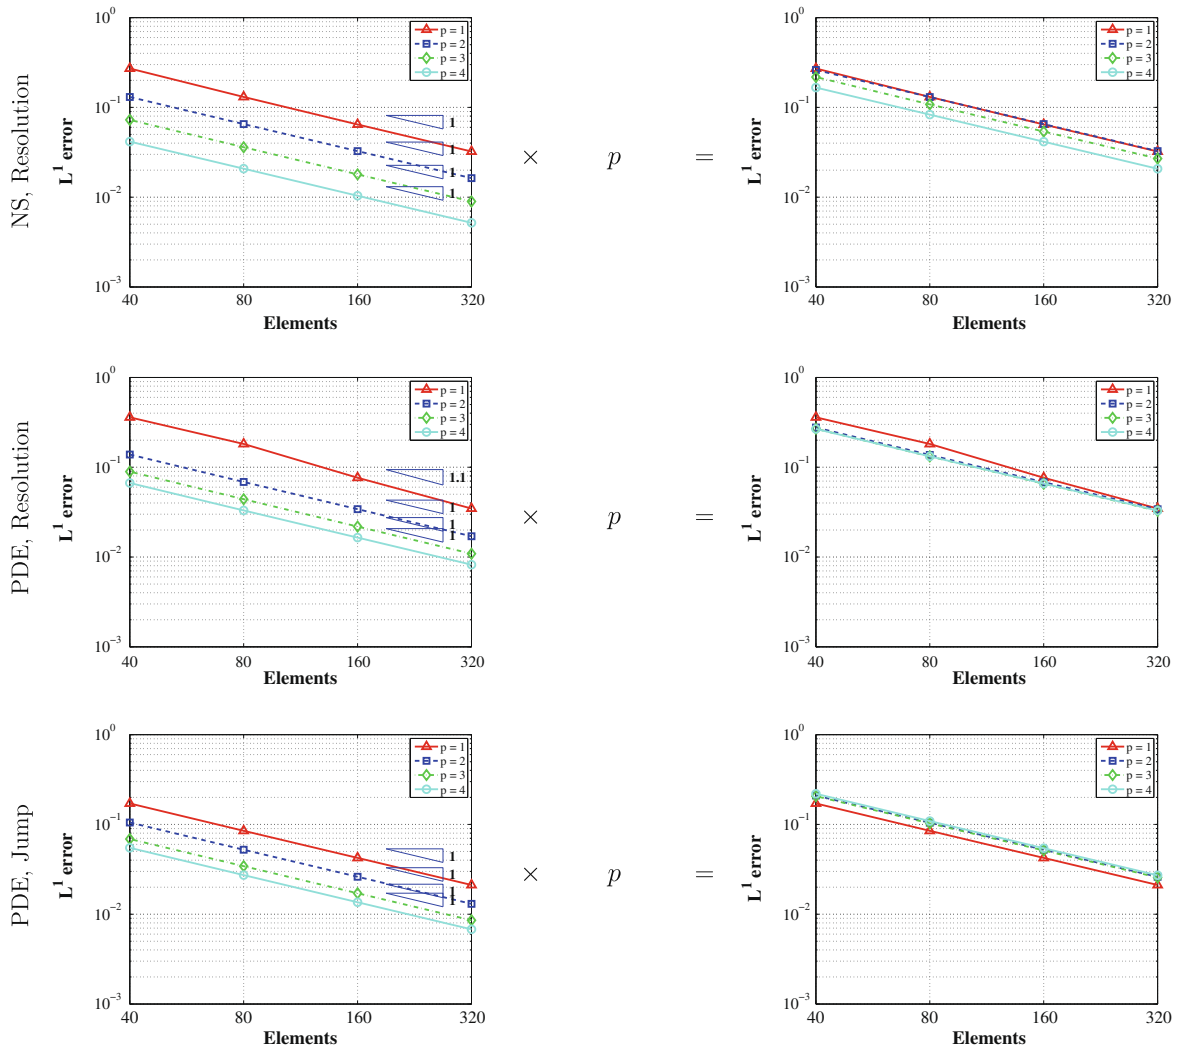 NS, Resolution
L1 error
10^0
10^-1
10^-2
10^-3
40
80
160
320
Elements
p = 1
p = 2
p = 3
p = 4
1
1
1
1
× p =
L1 error
10^0
10^-1
10^-2
10^-3
40
80
160
320
Elements
p = 1
p = 2
p = 3
p = 4
PDE, Resolution
L1 error
10^0
10^-1
10^-2
10^-3
40
80
160
320
Elements
p = 1
p = 2
p = 3
p = 4
1.1
1
1
1
× p =
L1 error
10^0
10^-1
10^-2
10^-3
40
80
160
320
Elements
p = 1
p = 2
p = 3
p = 4
PDE, Jump
L1 error
10^0
10^-1
10^-2
10^-3
40
80
160
320
Elements
p = 1
p = 2
p = 3
p = 4
1
1
1
1
× p =
L1 error
10^0
10^-1
10^-2
10^-3
40
80
160
320
Elements
p = 1
p = 2
p = 3
p = 4